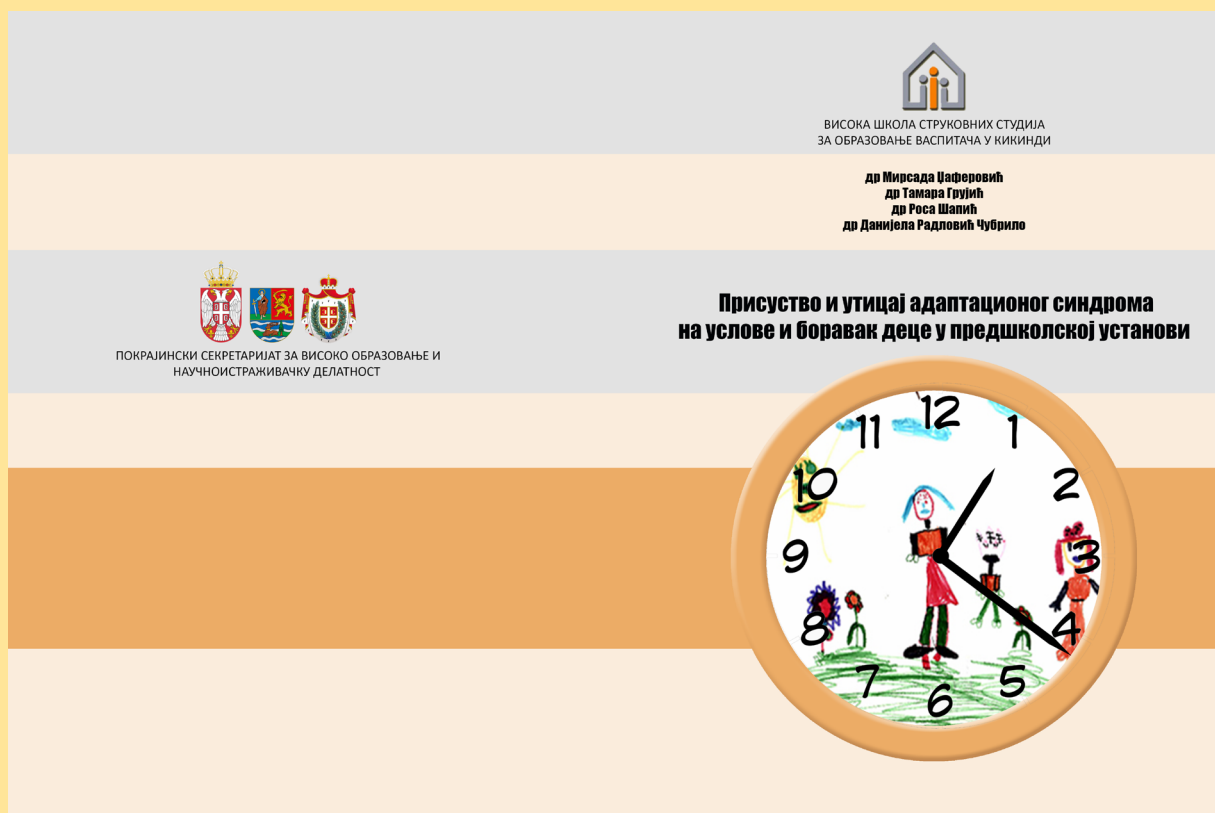 ВИСОКА ШКОЛА СТРУКОВНИХ СТУДИЈА
ЗА ОБРАЗОВАЊЕ ВАСПИТАЧА У КИКИНДИ
др Мирсада Џаферовић
др Тамара Грујић
др Роса Шапић
др Данијела Радловић Чубрило
ПОКРАЈИНСКИ СЕКРЕТАРИЈАТ ЗА ВИСОКО ОБРАЗОВАЊЕ И
НАУЧНОИСТРАЖИВАЧКУ ДЕЛАТНОСТ
Присуство и утицај адаптационог синдрома
на услове и боравак деце у предшколској установи
12
1
2
3
4
5
6
7
8
9
10
11